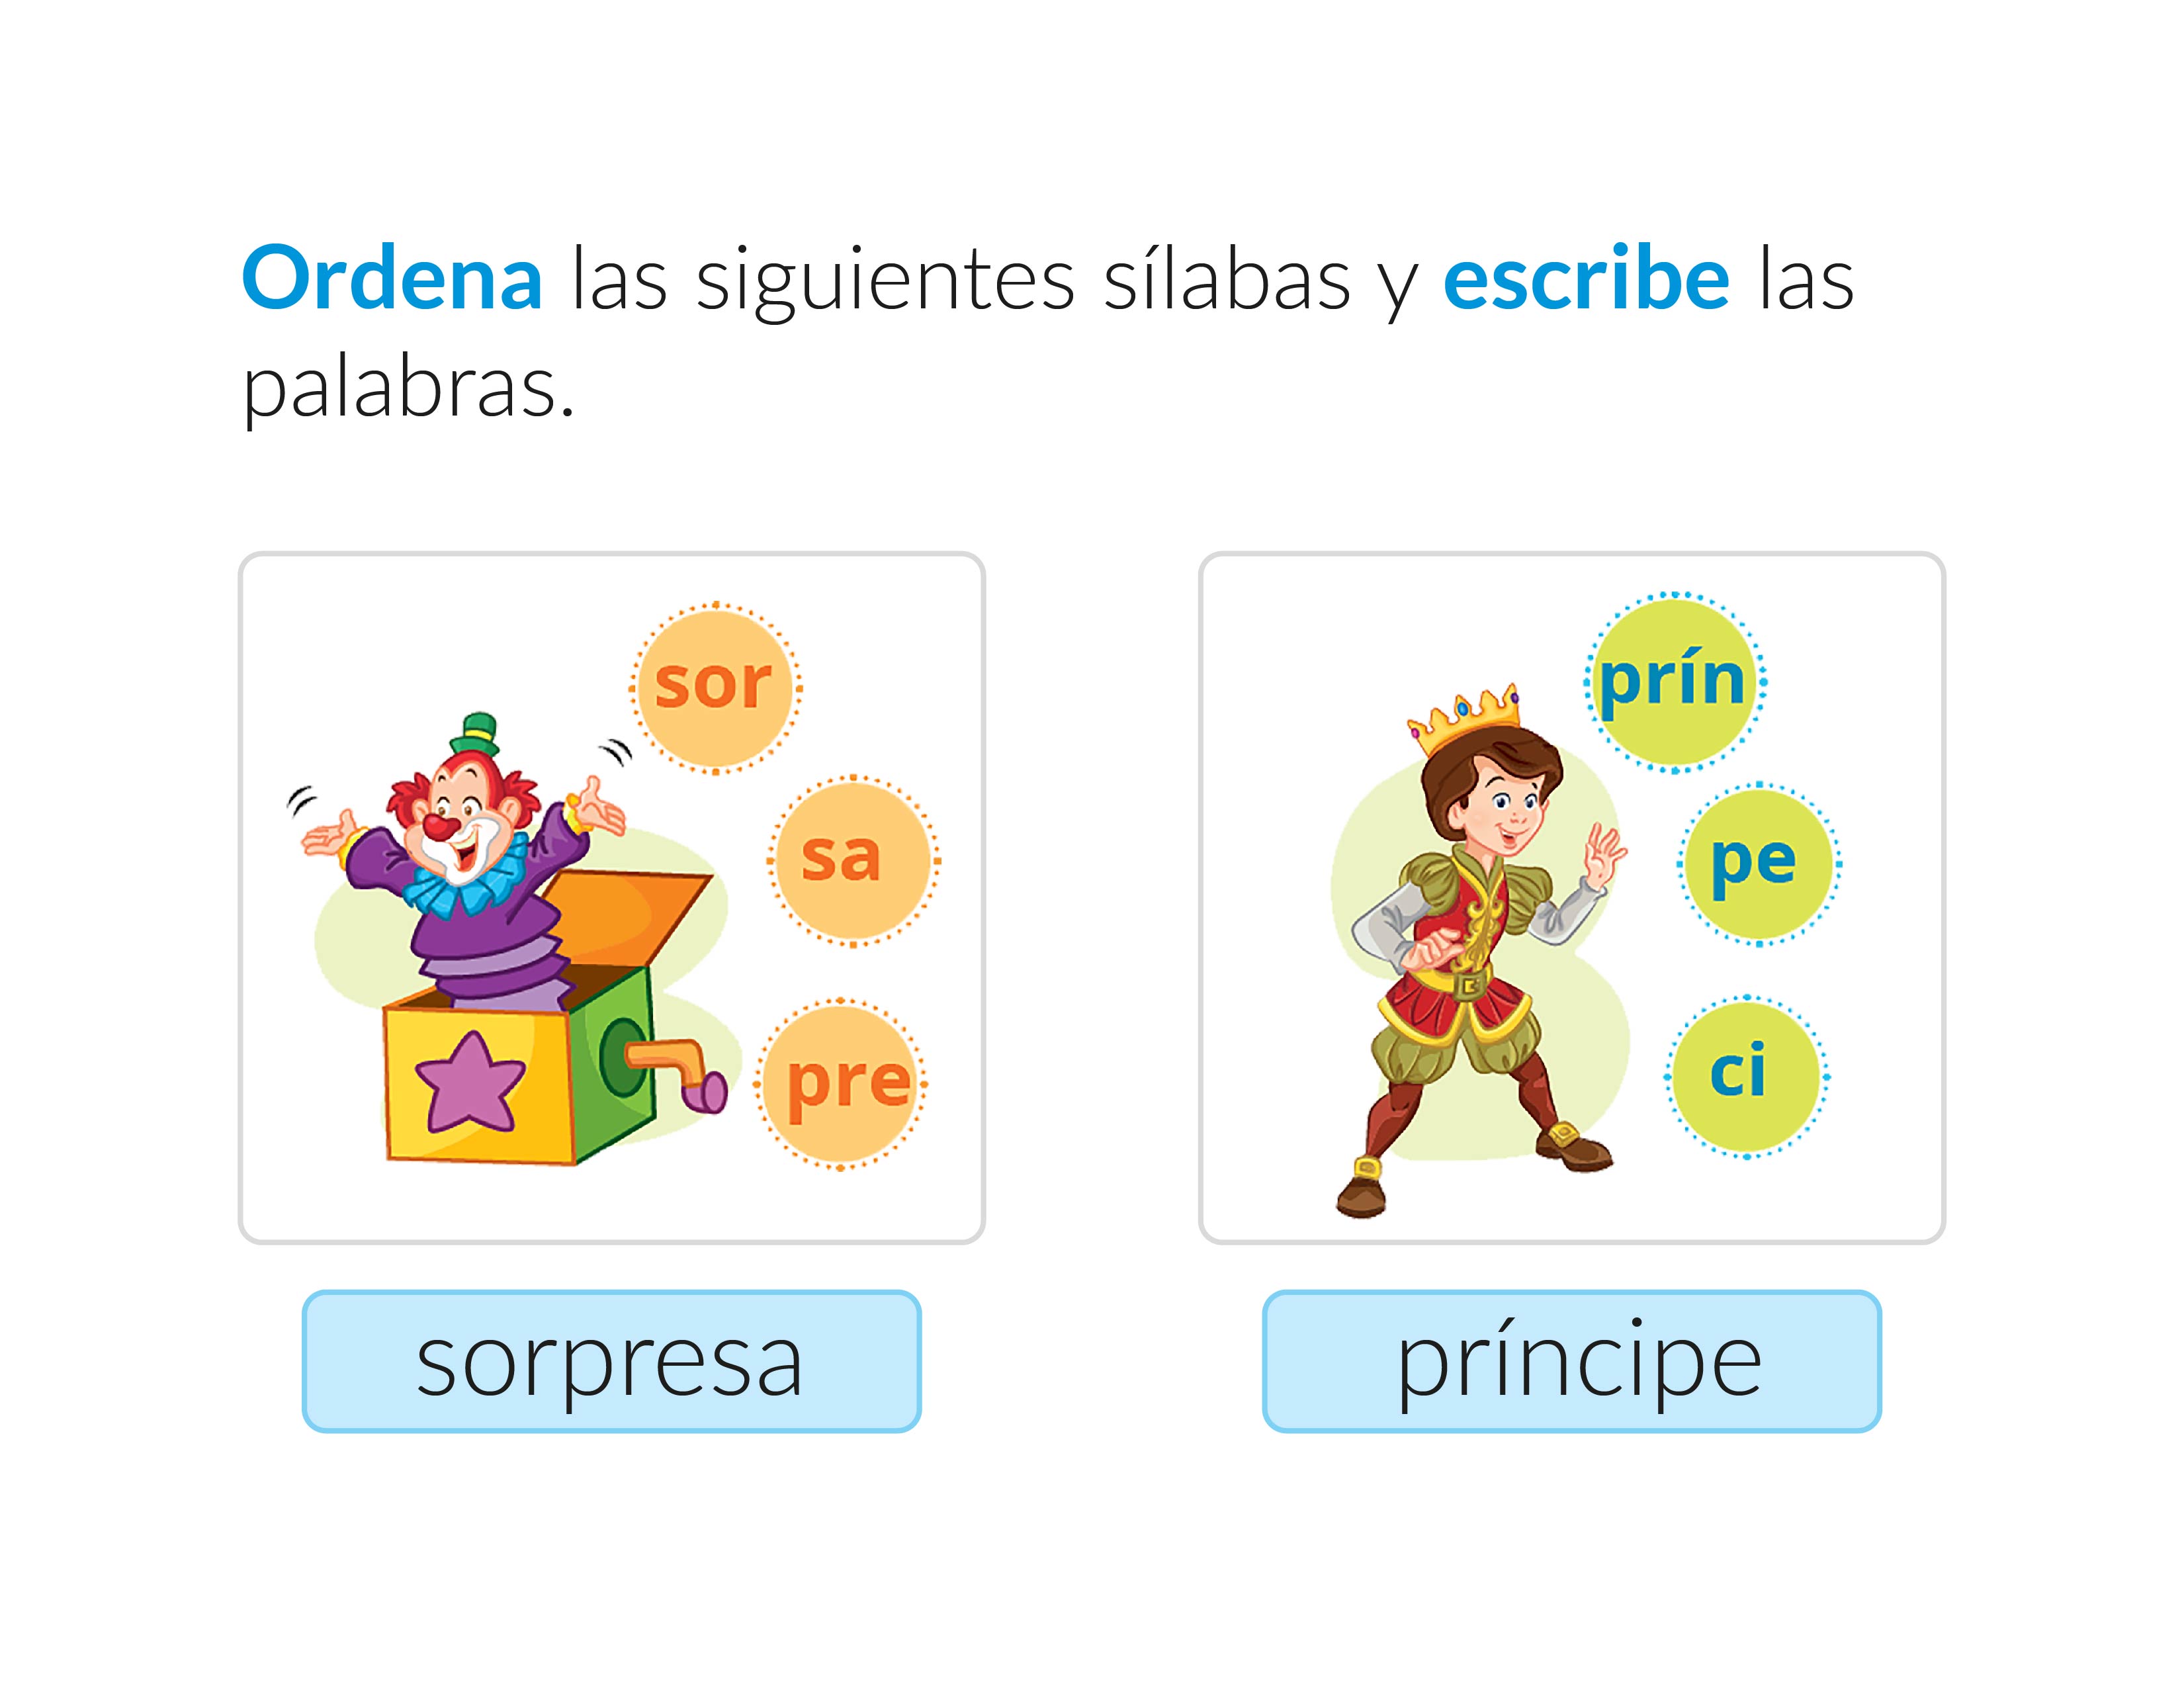 Ordena las siguientes sílabas y escribe las
palabras.
sor
sa
pre
sorpresa
prín
pe
ci
príncipe